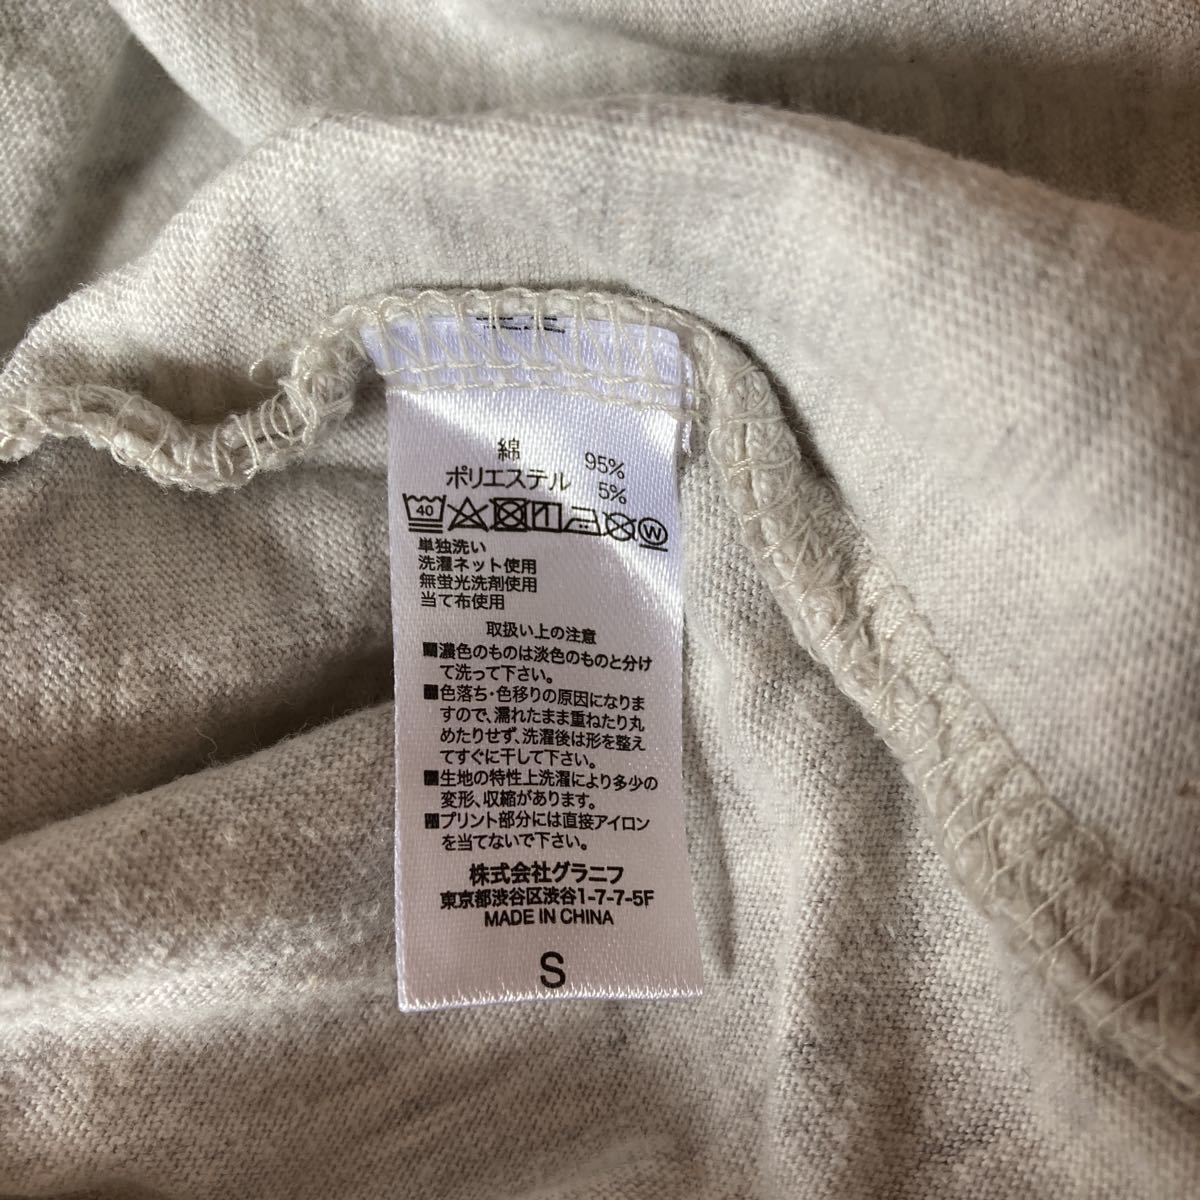 綿 95%
ポリエステル 5%
40 W
単独洗い
洗濯ネット使用
無蛍光洗剤使用
当て布使用
取扱い上の注意
■濃色のものは淡色のものと分け
て洗って下さい。
■色落ち・色移りの原因になりま
すので、濡れたまま重ねたり丸
めたりせず、洗濯後は形を整え
てすぐに干して下さい。
■生地の特性上洗濯により多少の
変形、収縮があります。
■プリント部分には直接アイロン
を当てないで下さい。
株式会社グラニフ
東京都渋谷区渋谷1-7-7-5F
MADE IN CHINA
S